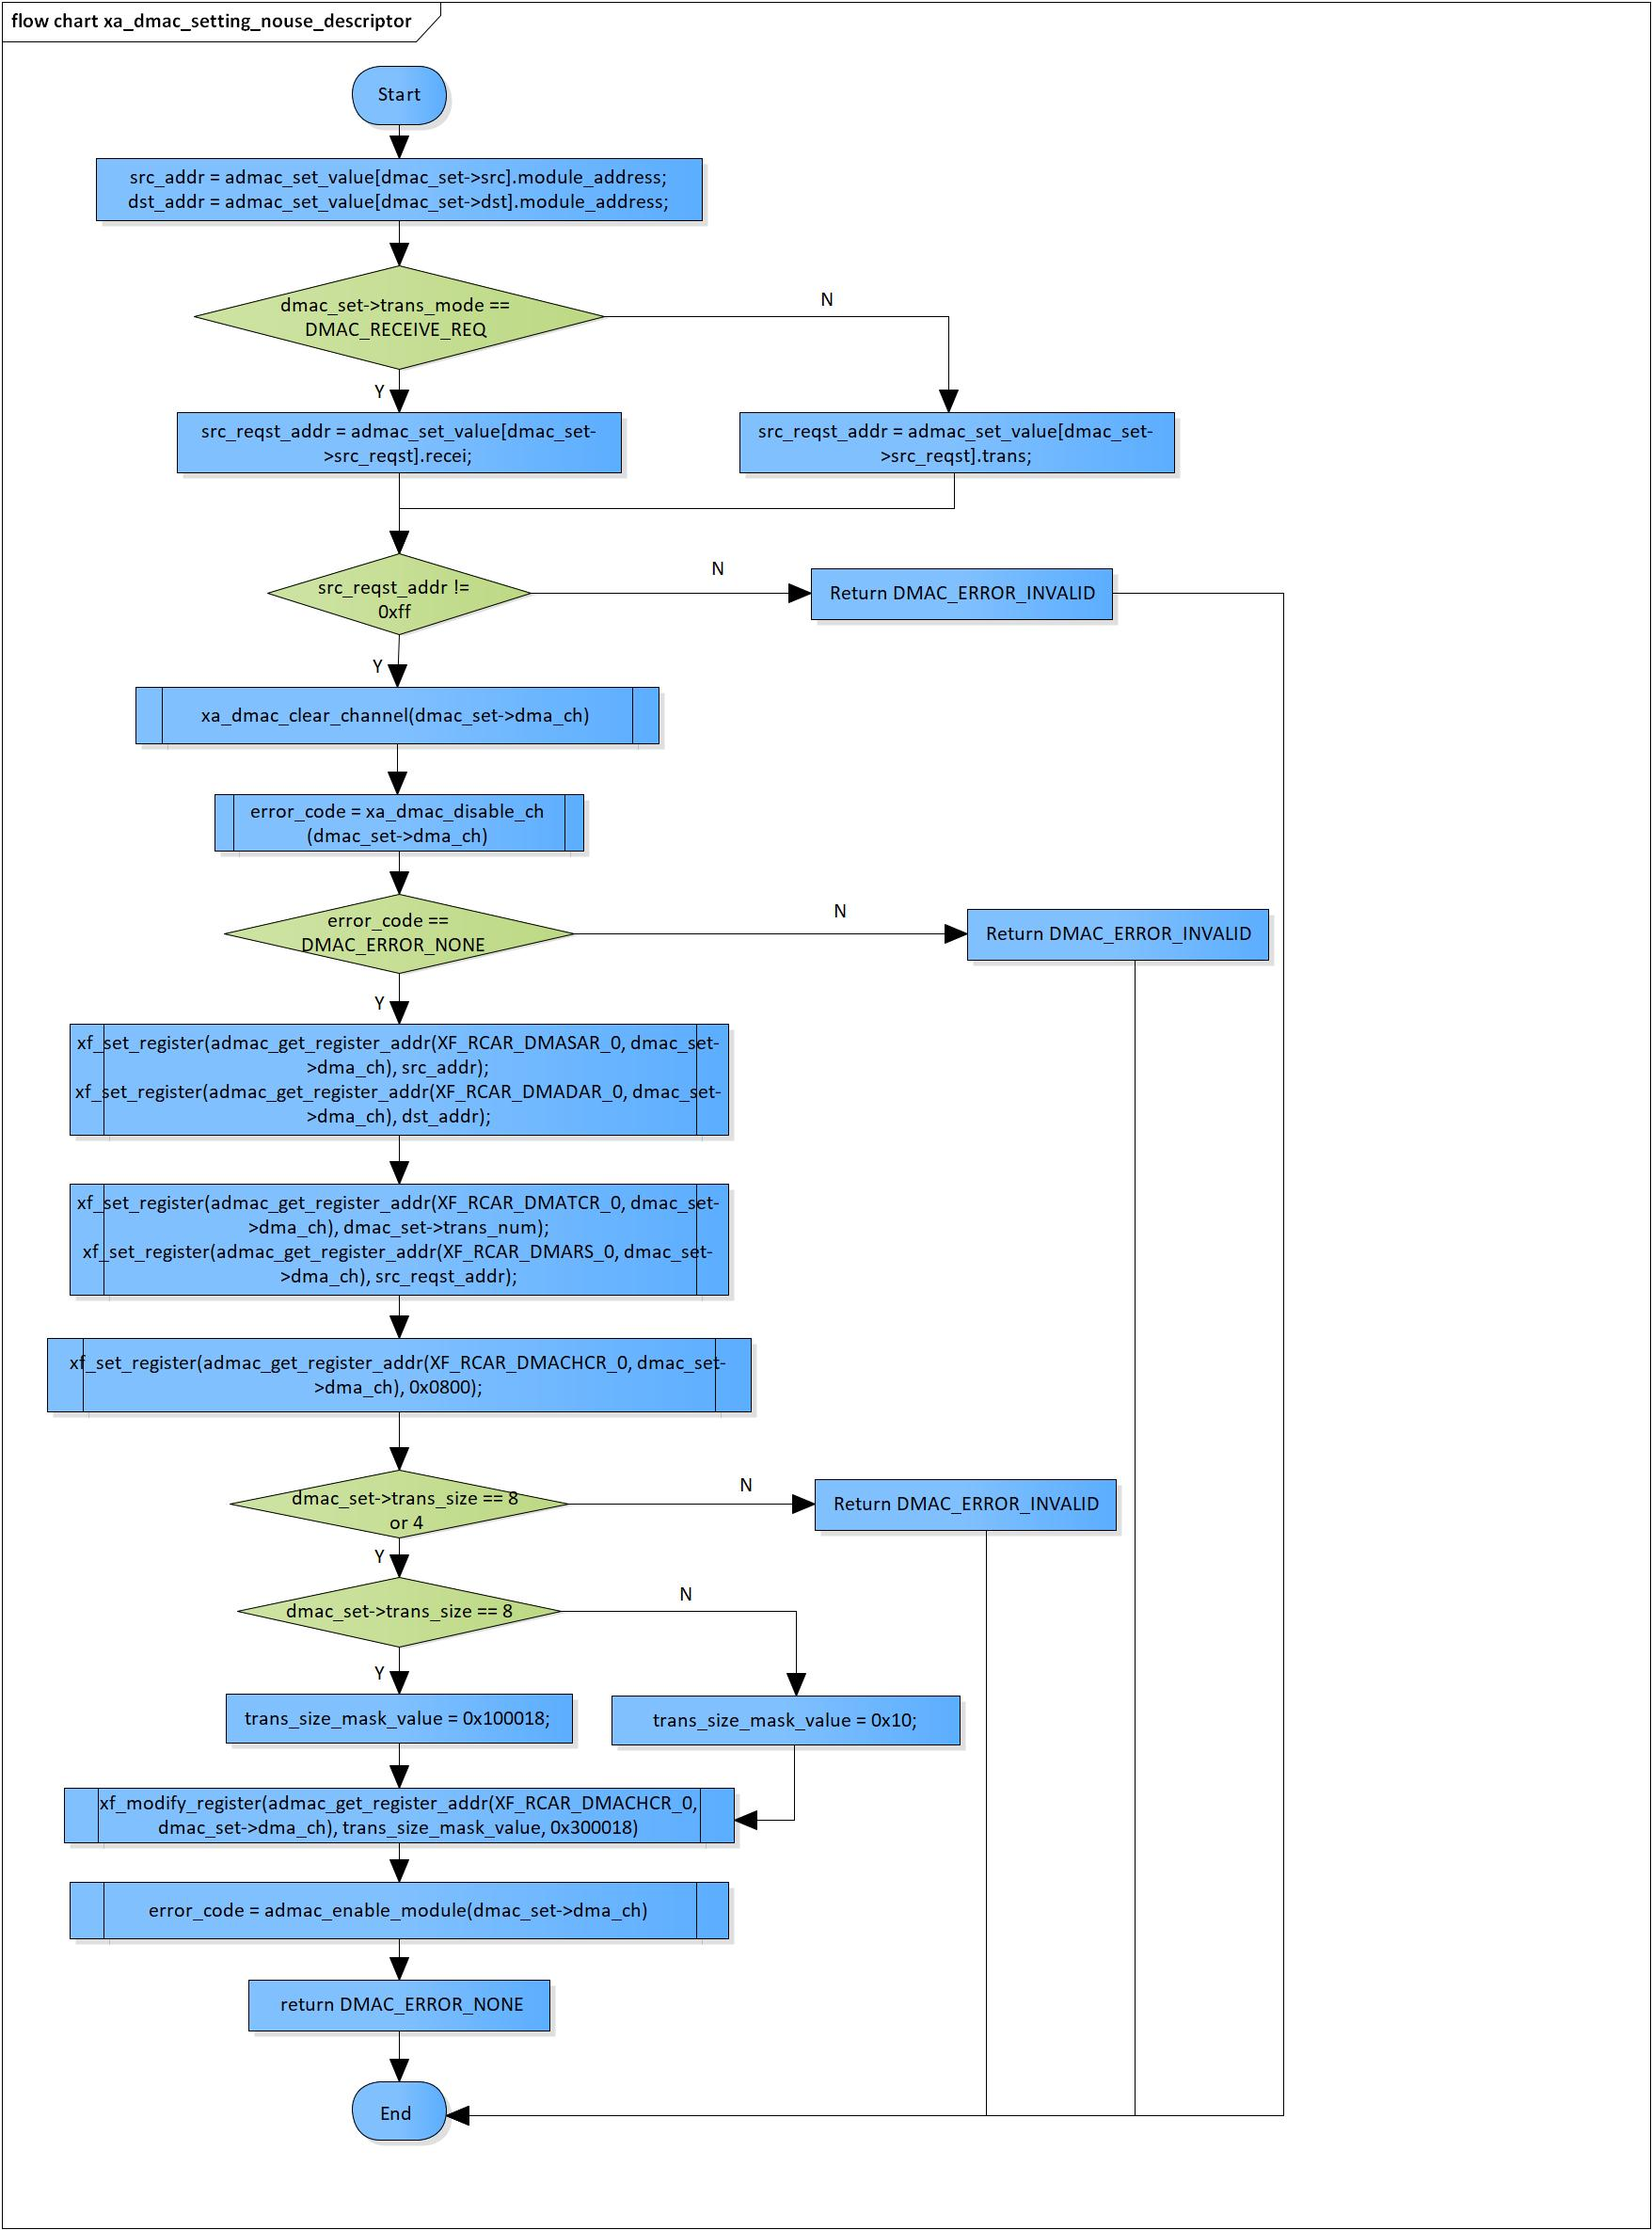 flow chart xa_dmac_setting_nouse_descriptor
Start
src_addr = admac_set_value[dmac_set->src].module_address;
dst_addr = admac_set_value[dmac_set->dst].module_address;
dmac_set->trans_mode ==
DMAC_RECEIVE_REQ
N
Y
src_reqst_addr = admac_set_value[dmac_set-
>src_reqst].recei;
src_reqst_addr = admac_set_value[dmac_set-
>src_reqst].trans;
src_reqst_addr !=
0xff
N
Return DMAC_ERROR_INVALID
Y
xa_dmac_clear_channel(dmac_set->dma_ch)
error_code = xa_dmac_disable_ch
(dmac_set->dma_ch)
error_code ==
DMAC_ERROR_NONE
N
Return DMAC_ERROR_INVALID
Y
xf_set_register(admac_get_register_addr(XF_RCAR_DMASAR_0, dmac_set-
>dma_ch), src_addr);
xf_set_register(admac_get_register_addr(XF_RCAR_DMADAR_0, dmac_set-
>dma_ch), dst_addr);
xf_set_register(admac_get_register_addr(XF_RCAR_DMATCR_0, dmac_set-
>dma_ch), dmac_set->trans_num);
xf_set_register(admac_get_register_addr(XF_RCAR_DMARS_0, dmac_set-
>dma_ch), src_reqst_addr);
xf_set_register(admac_get_register_addr(XF_RCAR_DMACHCR_0, dmac_set-
>dma_ch), 0x0800);
dmac_set->trans_size == 8
or 4
N
Return DMAC_ERROR_INVALID
Y
dmac_set->trans_size == 8
N
Y
trans_size_mask_value = 0x100018;
trans_size_mask_value = 0x10;
xf_modify_register(admac_get_register_addr(XF_RCAR_DMACHCR_0,
dmac_set->dma_ch), trans_size_mask_value, 0x300018)
error_code = admac_enable_module(dmac_set->dma_ch)
return DMAC_ERROR_NONE
End